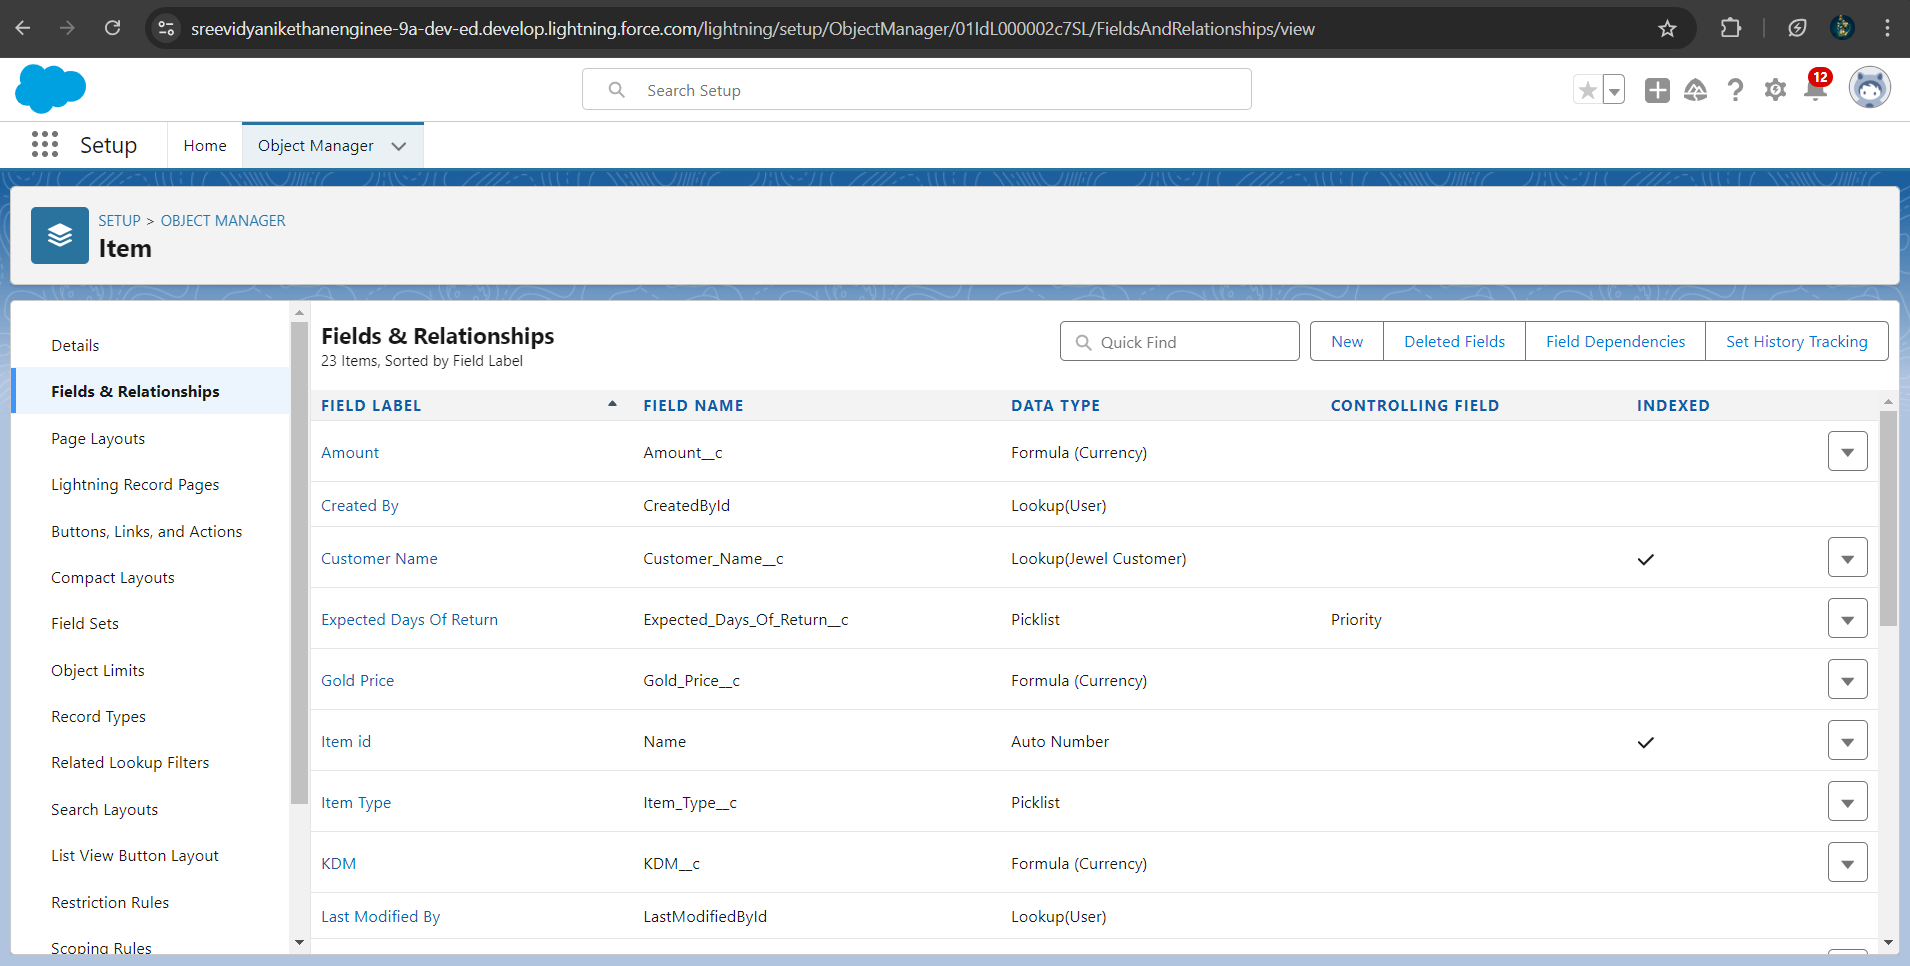 sreevidyanikethanenginee-9a-dev-ed.develop.lightning.force.com/lightning/setup/ObjectManager/01IdL000002c7SL/FieldsAndRelationships/view
Search Setup
12
Setup
Home
Object Manager
SETUP > OBJECT MANAGER
Item
Details
Fields & Relationships
Page Layouts
Lightning Record Pages
Buttons, Links, and Actions
Compact Layouts
Field Sets
Object Limits
Record Types
Related Lookup Filters
Search Layouts
List View Button Layout
Restriction Rules
Scoping Rules
Fields & Relationships
23 Items, Sorted by Field Label
Quick Find
New
Deleted Fields
Field Dependencies
Set History Tracking
FIELD LABEL FIELD NAME DATA TYPE CONTROLLING FIELD INDEXED
Amount Amount__c Formula (Currency)
Created By CreatedById Lookup(User)
Customer Name Customer_Name__c Lookup(Jewel Customer)
Expected Days Of Return Expected_Days_Of_Return__c Picklist Priority
Gold Price Gold_Price__c Formula (Currency)
Item id Name Auto Number
Item Type Item_Type__c Picklist
KDM KDM__c Formula (Currency)
Last Modified By LastModifiedById Lookup(User)